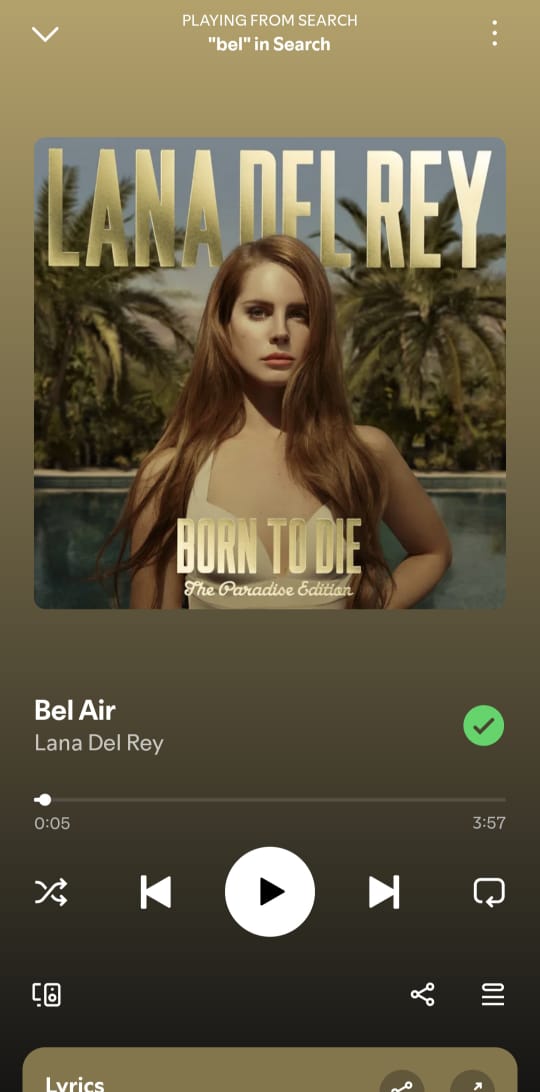 PLAYING FROM SEARCH
"bel" in Search
LANA DEL REY
BORN TO DIE
The Paradise Edition
Bel Air
Lana Del Rey
0:05
3:57
Lyrics